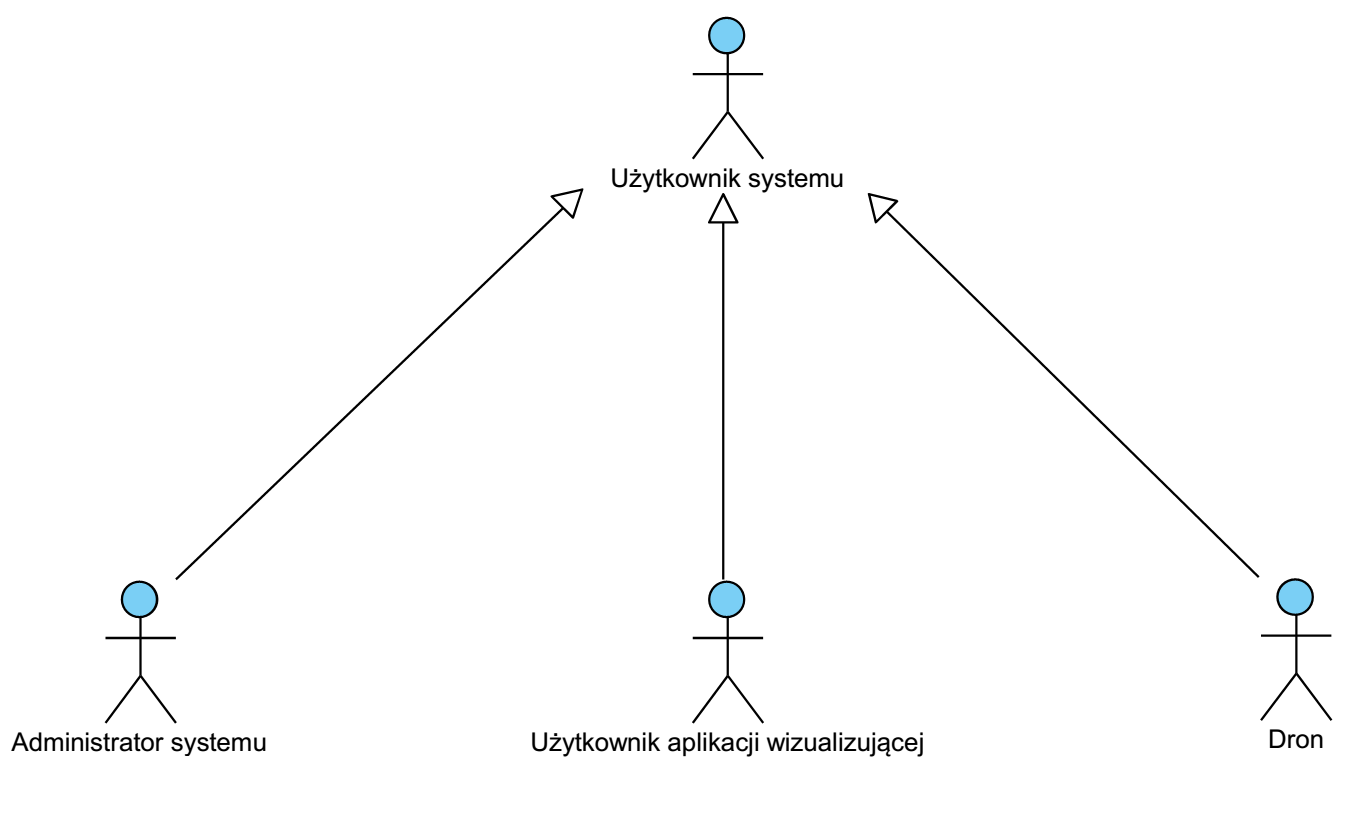 Użytkownik systemu
Administrator systemu
Użytkownik aplikacji wizualizującej
Dron